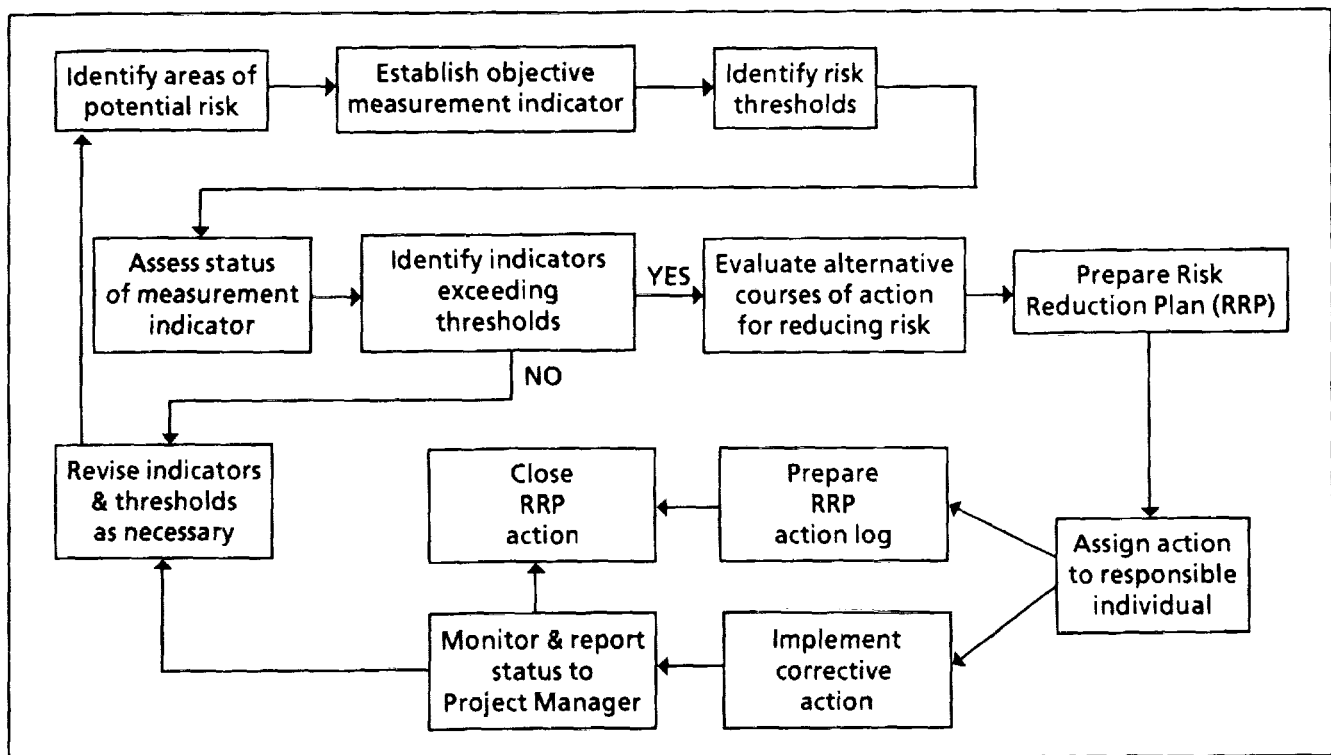 Identify areas of
potential risk
Establish objective
measurement indicator
Identify risk
thresholds
Assess status
of measurement
indicator
Identify indicators
exceeding
thresholds
YES
Evaluate alternative
courses of action
for reducing risk
Prepare Risk
Reduction Plan (RRP)
NO
Revise indicators
& thresholds
as necessary
Close
RRP
action
Prepare
RRP
action log
Assign action
to responsible
individual
Monitor & report
status to
Project Manager
Implement
corrective
action